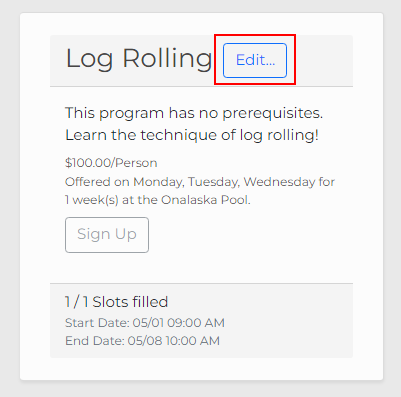 Log Rolling Edit...
This program has no prerequisites.
Learn the technique of log rolling!
$100.00/Person
Offered on Monday, Tuesday, Wednesday for
1 week(s) at the Onalaska Pool.
Sign Up
1 / 1 Slots filled
Start Date: 05/01 09:00 AM
End Date: 05/08 10:00 AM